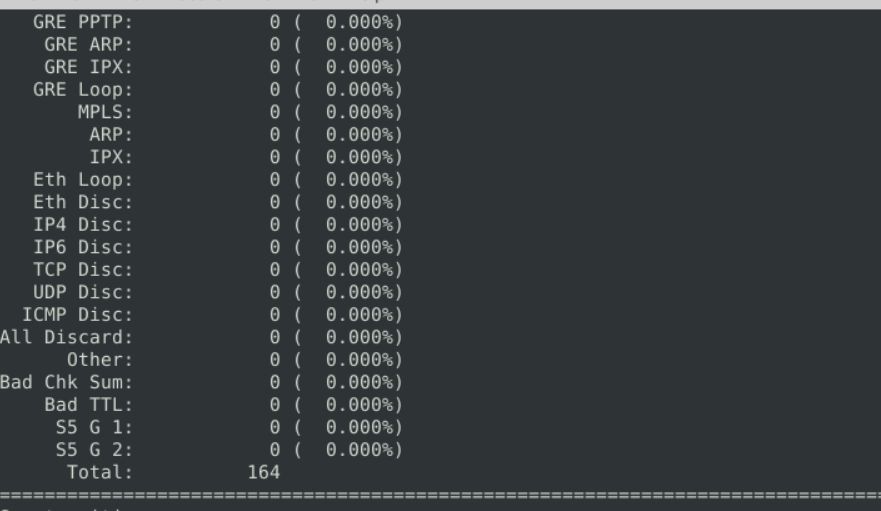 GRE PPTP: 0 ( 0.000%)
GRE ARP: 0 ( 0.000%)
GRE IPX: 0 ( 0.000%)
GRE Loop: 0 ( 0.000%)
MPLS: 0 ( 0.000%)
ARP: 0 ( 0.000%)
IPX: 0 ( 0.000%)
Eth Loop: 0 ( 0.000%)
Eth Disc: 0 ( 0.000%)
IP4 Disc: 0 ( 0.000%)
IP6 Disc: 0 ( 0.000%)
TCP Disc: 0 ( 0.000%)
UDP Disc: 0 ( 0.000%)
ICMP Disc: 0 ( 0.000%)
All Discard: 0 ( 0.000%)
Other: 0 ( 0.000%)
Bad Chk Sum: 0 ( 0.000%)
Bad TTL: 0 ( 0.000%)
S5 G 1: 0 ( 0.000%)
S5 G 2: 0 ( 0.000%)
Total: 164
===============================================================================